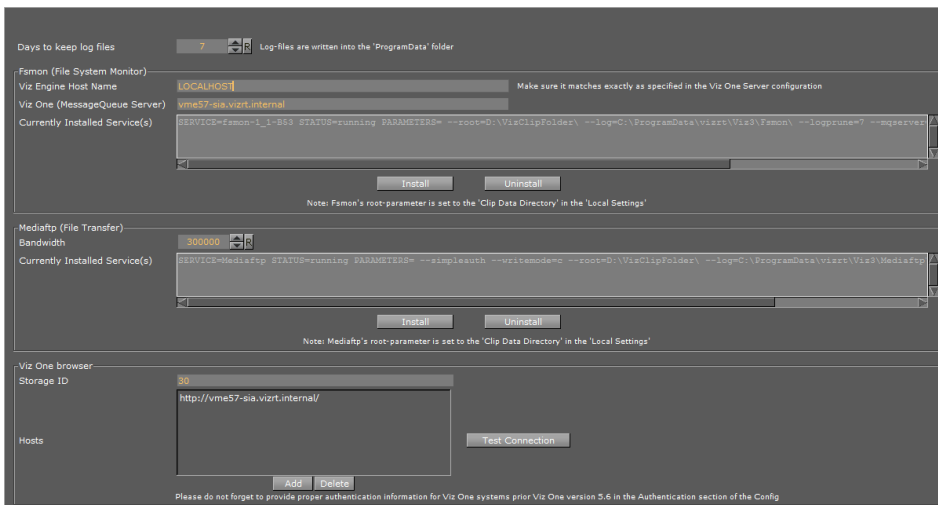 Days to keep log files 7 R Log-files are written into the 'ProgramData' folder
Fsmon (File System Monitor)
Viz Engine Host Name LOCALHOST Make sure it matches exactly as specified in the Viz One Server configuration
Viz One (MessageQueue Server) vme57-sia.vizrt.internal
Currently Installed Service(s) SERVICE=fsmon-1_1-B53 STATUS=running PARAMETERS= --root=D:\VizClipFolder\ --log=C:\ProgramData\vizrt\Viz3\Fsmon\ --logprune=7 --mqserver
Install Uninstall
Note: Fsmon's root-parameter is set to the 'Clip Data Directory' in the 'Local Settings'
Mediaftp (File Transfer)
Bandwidth 300000 R
Currently Installed Service(s) SERVICE=Mediaftp STATUS=running PARAMETERS= --simpleauth --writemode=c --root=D:\VizClipFolder\ --log=C:\ProgramData\vizrt\Viz3\Mediaftp
Install Uninstall
Note: Mediaftp's root-parameter is set to the 'Clip Data Directory' in the 'Local Settings'
Viz One browser
Storage ID 30
http://vme57-sia.vizrt.internal/
Hosts Test Connection
Add Delete
Please do not forget to provide proper authentication information for Viz One systems prior Viz One version 5.6 in the Authentication section of the Config